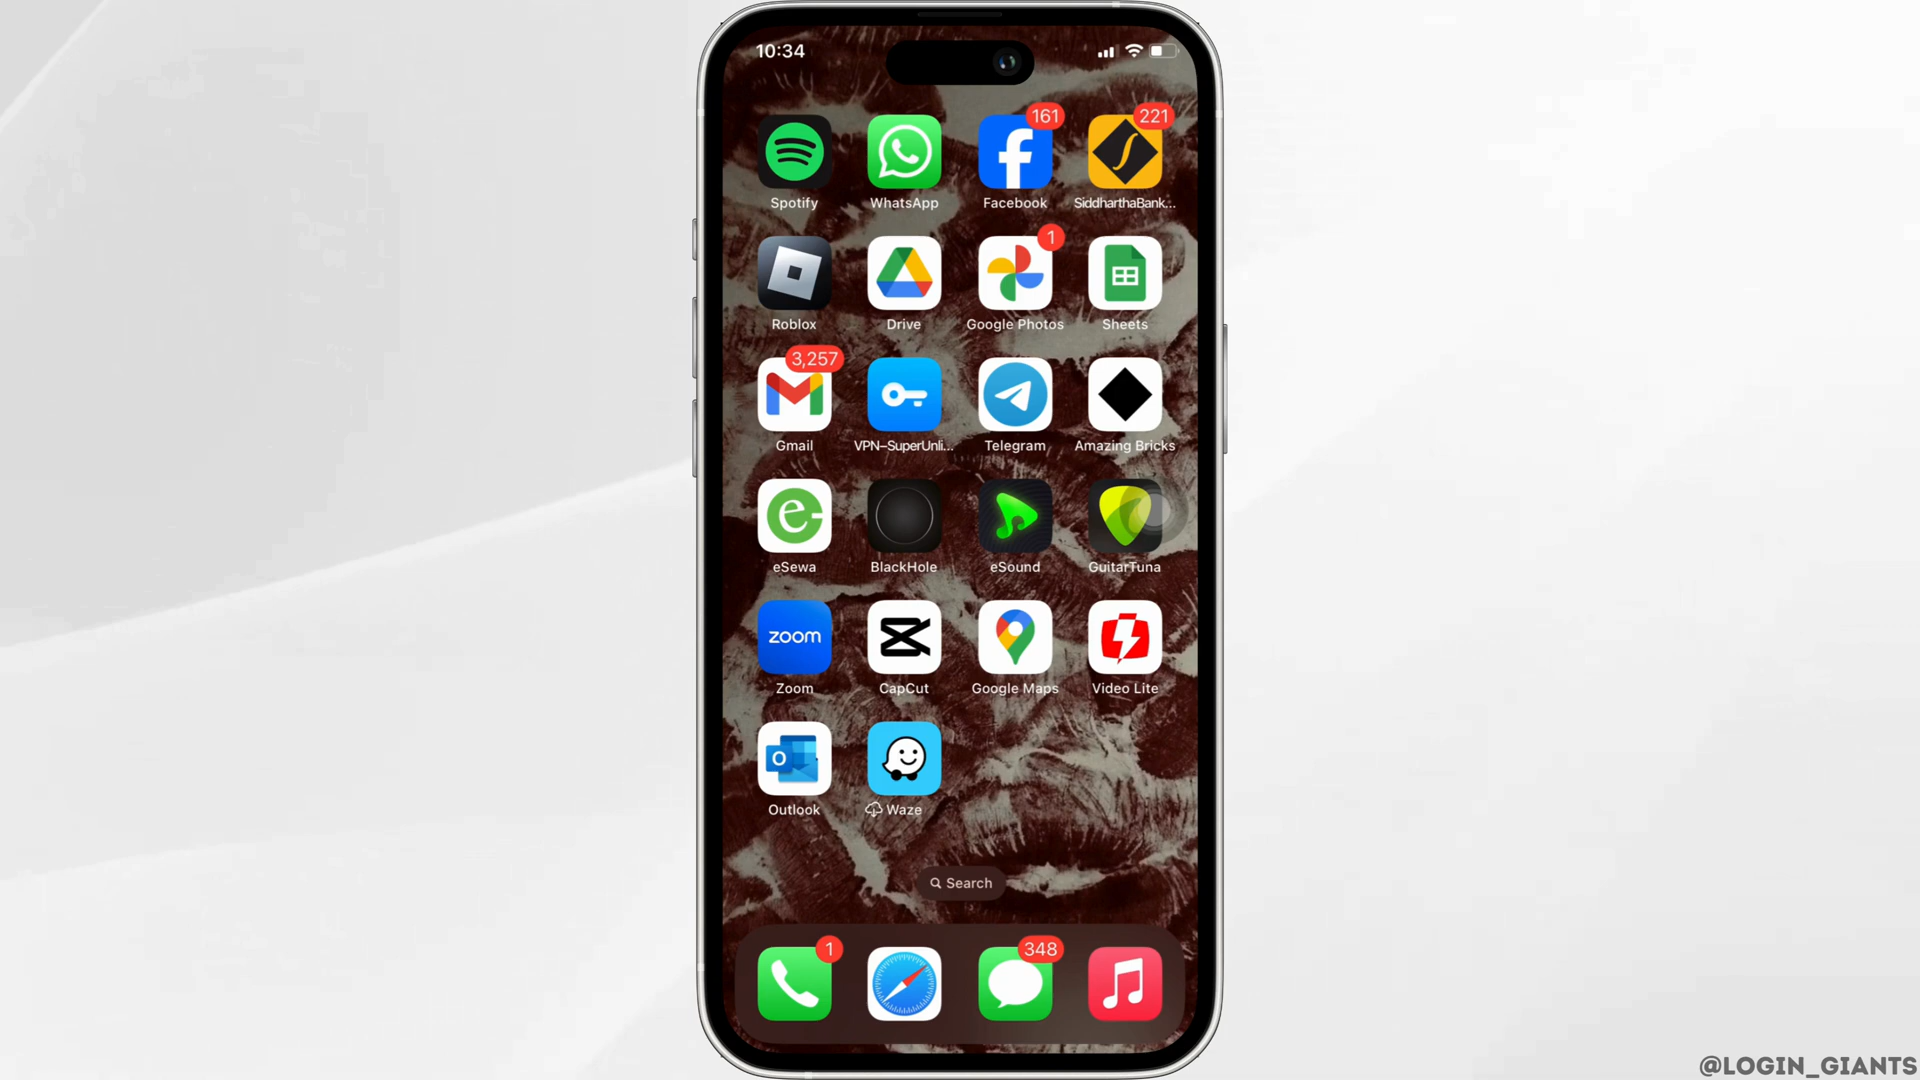 10:34
161
221
Spotify
WhatsApp
Facebook
SiddharthaBank...
1
Roblox
Drive
Google Photos
Sheets
3,257
Gmail
VPN–SuperUnli...
Telegram
Amazing Bricks
e
eSewa
BlackHole
eSound
GuitarTuna
zoom
Zoom
CapCut
Google Maps
Video Lite
O
Outlook
Waze
Search
1
348
@LOGIN_GIANTS